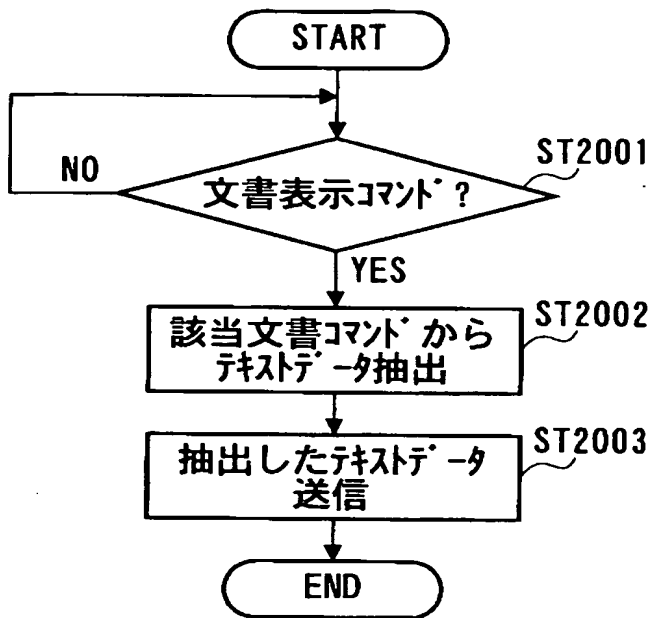 START
ST2001
NO
文書表示ｺﾏﾝﾄﾞ?
YES
ST2002
該当文書ｺﾏﾝﾄﾞから
ﾃｷｽﾄﾃﾞｰﾀ抽出
ST2003
抽出したﾃｷｽﾄﾃﾞｰﾀ
送信
END